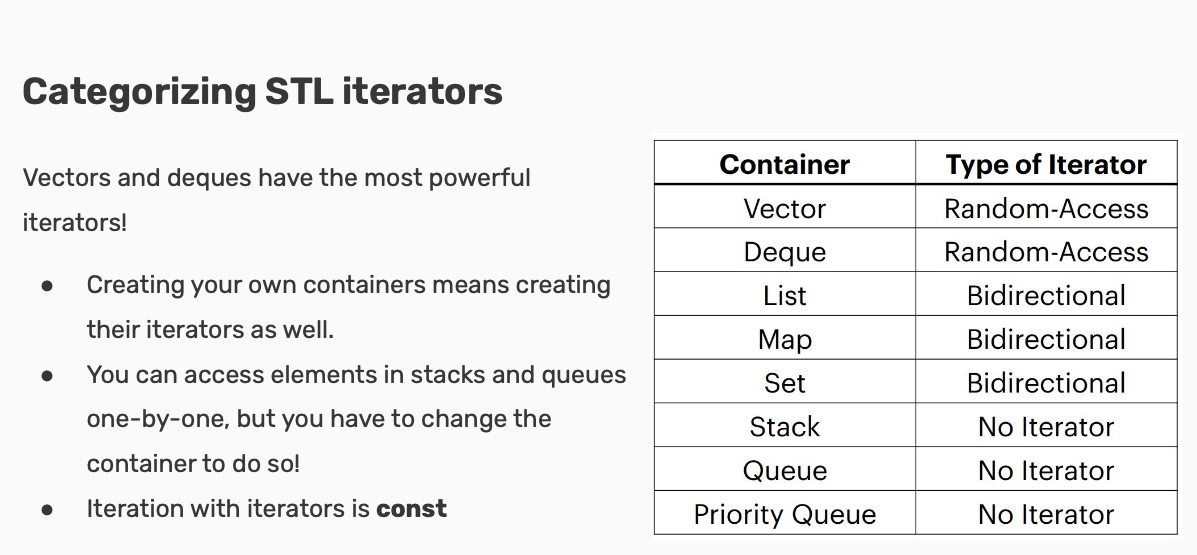 Categorizing STL iterators
Vectors and deques have the most powerful
iterators!
● Creating your own containers means creating
their iterators as well.
● You can access elements in stacks and queues
one-by-one, but you have to change the
container to do so!
● Iteration with iterators is const
Container Type of Iterator
Vector Random-Access
Deque Random-Access
List Bidirectional
Map Bidirectional
Set Bidirectional
Stack No Iterator
Queue No Iterator
Priority Queue No Iterator